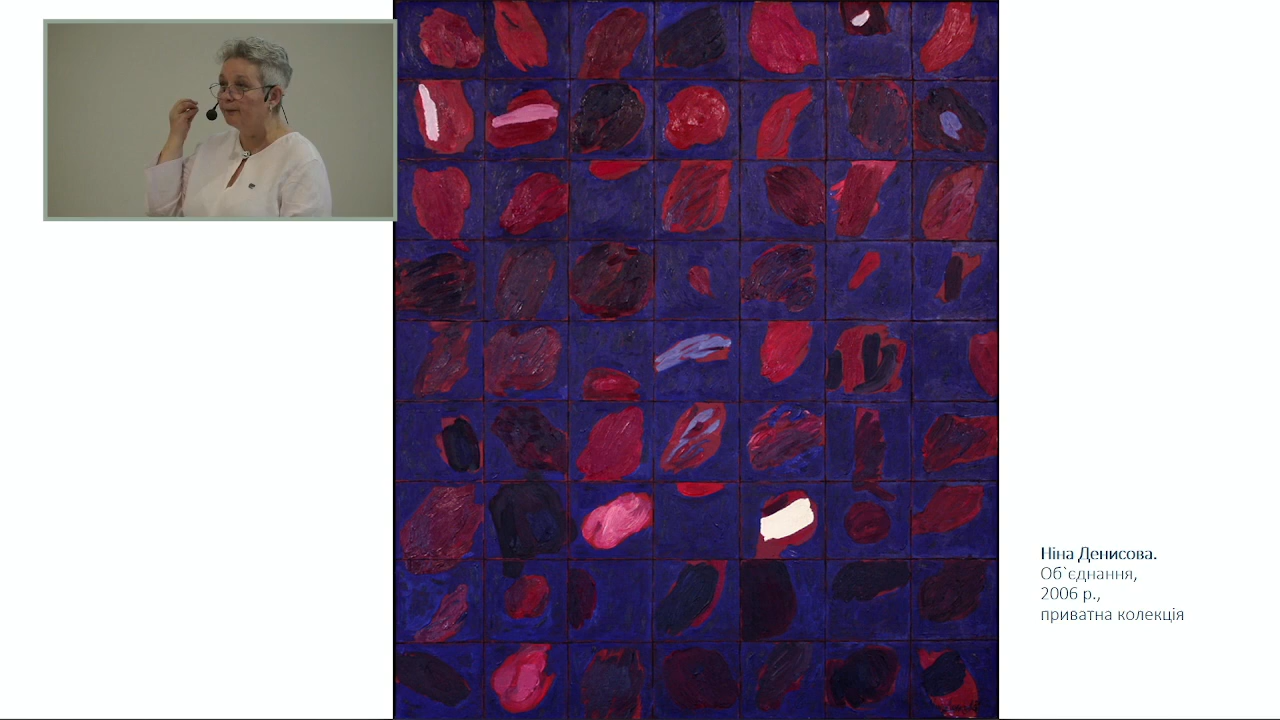 Ніна Денисова.
Об`єднання,
2006 р.,
приватна колекція